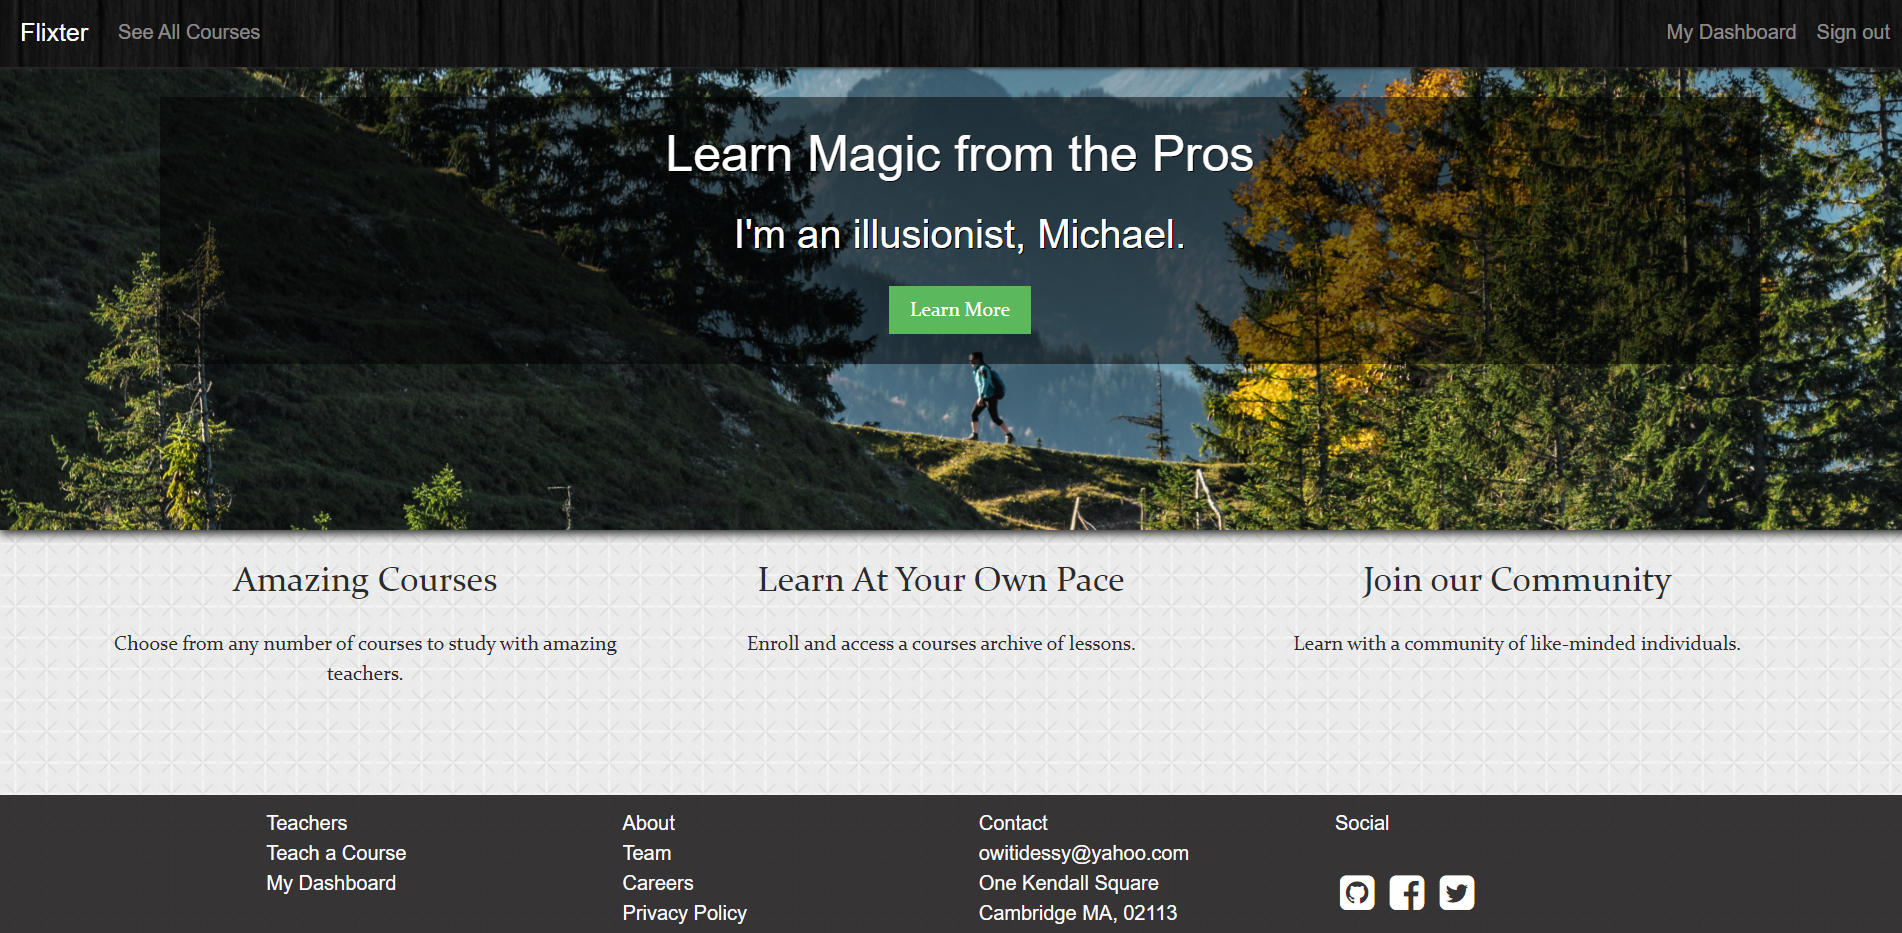 Flixter
See All Courses
My Dashboard
Sign out
Learn Magic from the Pros
I'm an illusionist, Michael.
Learn More
Amazing Courses
Choose from any number of courses to study with amazing
teachers.
Learn At Your Own Pace
Enroll and access a courses archive of lessons.
Join our Community
Learn with a community of like-minded individuals.
Teachers
Teach a Course
My Dashboard
About
Team
Careers
Privacy Policy
Contact
owitidessy@yahoo.com
One Kendall Square
Cambridge MA, 02113
Social